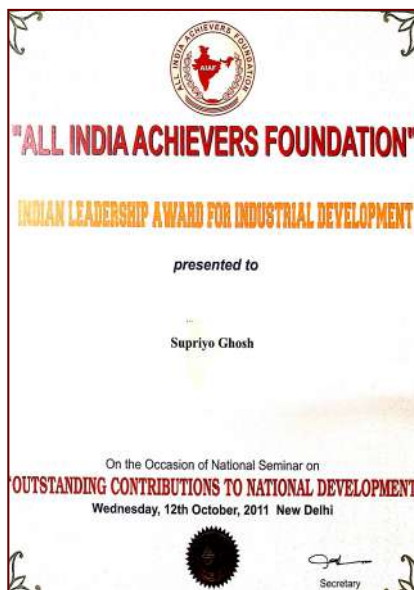 ALL INDIA ACHIEVERS FOUNDATION
AIAF
"ALL INDIA ACHIEVERS FOUNDATION"
INDIAN LEADERSHIP AWARD FOR INDUSTRIAL DEVELOPMENT
presented to
Supriyo Ghosh
On the Occasion of National Seminar on
"OUTSTANDING CONTRIBUTIONS TO NATIONAL DEVELOPMENT
Wednesday, 12th October, 2011 New Delhi
Secretary